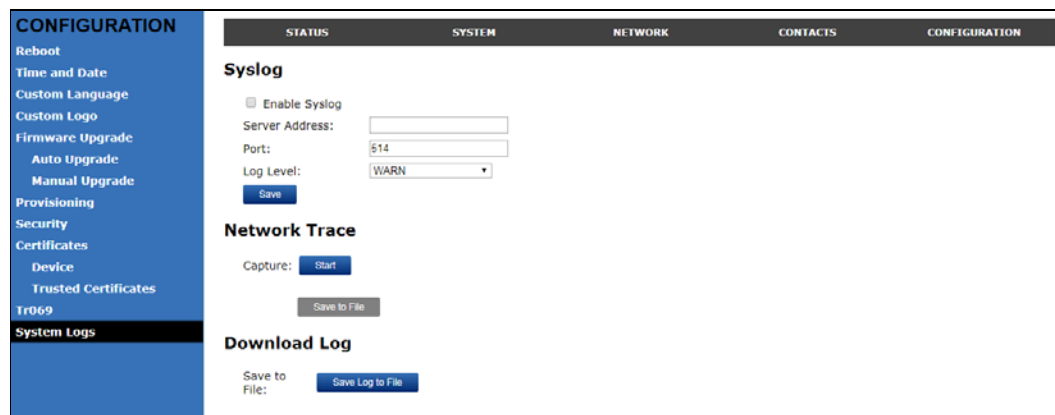 CONFIGURATION
Reboot
Time and Date
Custom Language
Custom Logo
Firmware Upgrade
Auto Upgrade
Manual Upgrade
Provisioning
Security
Certificates
Device
Trusted Certificates
Tr069
System Logs
STATUS SYSTEM NETWORK CONTACTS CONFIGURATION
Syslog
Enable Syslog
Server Address:
Port: 514
Log Level: WARN
Save
Network Trace
Capture: Start
Save to File
Download Log
Save to
File: Save Log to File